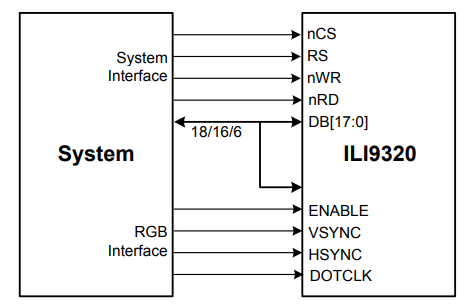 System
Interface
nCS
RS
nWR
nRD
DB[17:0]
18/16/6
System
ILI9320
RGB
Interface
ENABLE
VSYNC
HSYNC
DOTCLK